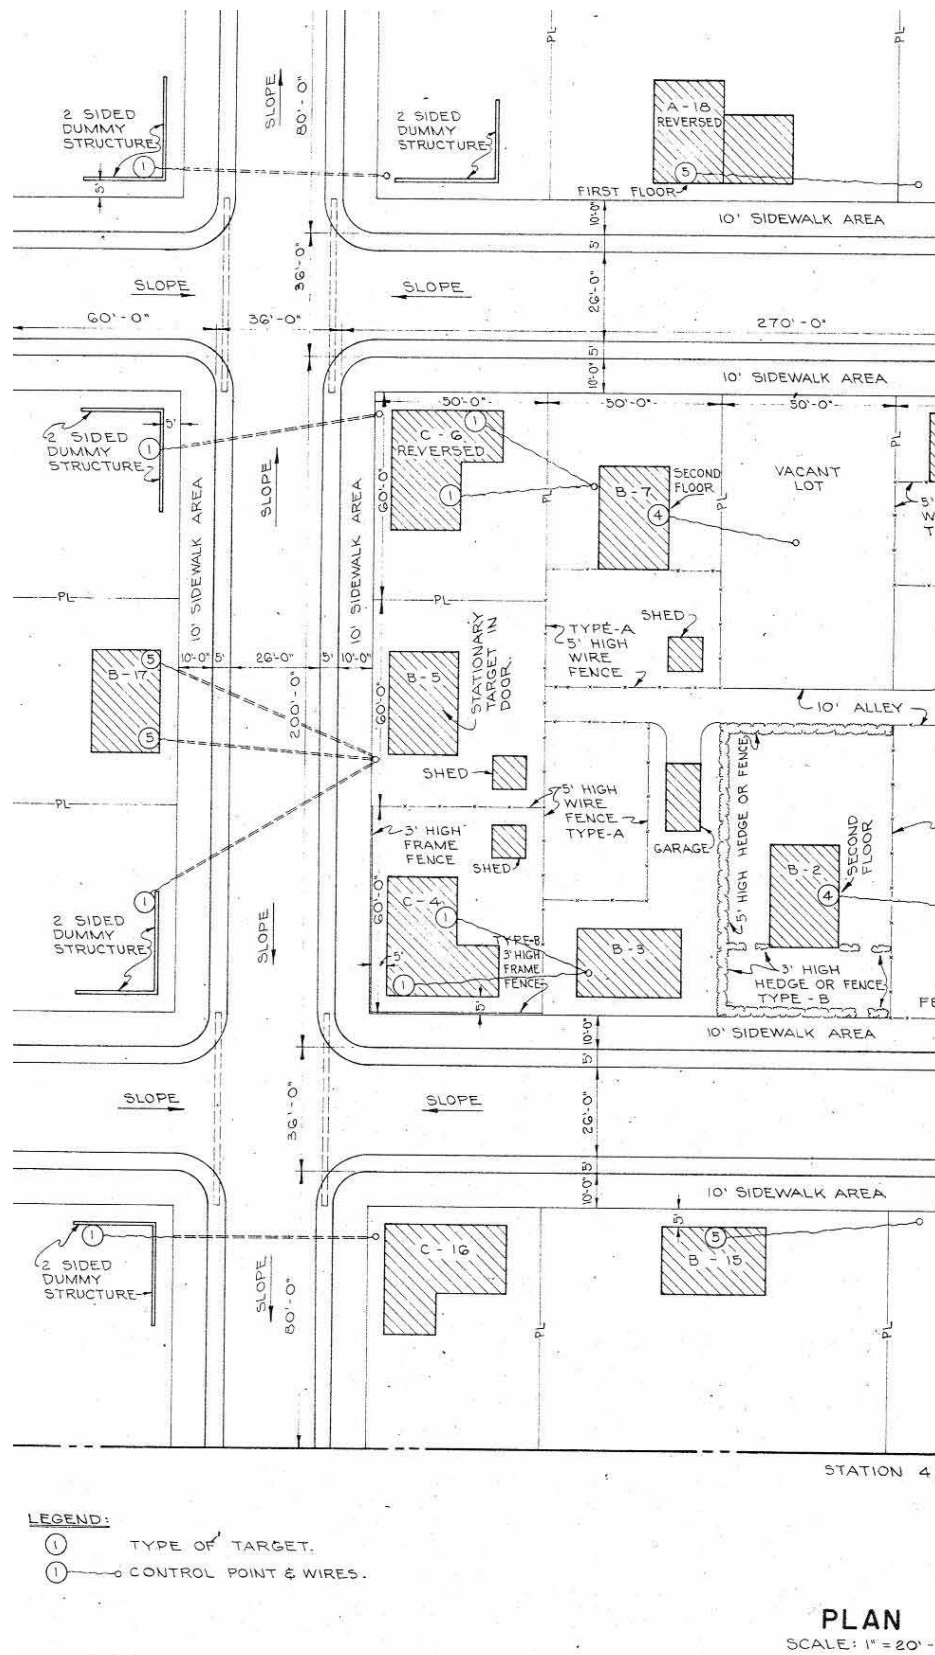 PL
PL
2 SIDED
DUMMY
STRUCTURE
1
5'
SLOPE
80'-0"
2 SIDED
DUMMY
STRUCTURE
A-18
REVERSED
5
FIRST FLOOR
10' SIDEWALK AREA
10'-0"
5'
26'-0"
5'
10'-0"
36'-0"
SLOPE
SLOPE
60'-0"
36'-0"
270'-0"
10' SIDEWALK AREA
50'-0"
50'-0"
50'-0"
2 SIDED
DUMMY
STRUCTURE
1
5'
SLOPE
10' SIDEWALK AREA
10' SIDEWALK AREA
60'-0"
C-6
REVERSED
1
1
PL
B-7
4
SECOND
FLOOR
PL
VACANT
LOT
PL
5'
W
T
PL
PL
TYPE-A
5' HIGH
WIRE
FENCE
SHED
10' ALLEY
B-17
5
5
10'-0"
5'
26'-0"
5'
10'-0"
200'-0"
60'-0"
B-5
STATIONARY
TARGET IN
DOOR.
SHED
PL
5' HIGH
WIRE
FENCE
TYPE-A
3' HIGH
FRAME
FENCE
SHED
GARAGE
5' HIGH HEDGE OR FENCE
B-2
4
SECOND
FLOOR
60'-0"
C-4
1
1
5'
5'
TYPE-B
3' HIGH
FRAME
FENCE
B-3
3' HIGH
HEDGE OR FENCE
TYPE - B
FE
1
2 SIDED
DUMMY
STRUCTURE
SLOPE
10' SIDEWALK AREA
10'-0"
5'
26'-0"
5'
10'-0"
36'-0"
SLOPE
SLOPE
10' SIDEWALK AREA
1
2 SIDED
DUMMY
STRUCTURE
SLOPE
80'-0"
C-16
5'
5
B-15
PL
PL
STATION 4
LEGEND:
1 TYPE OF TARGET.
1 CONTROL POINT & WIRES.
PLAN
SCALE: 1" = 20'-